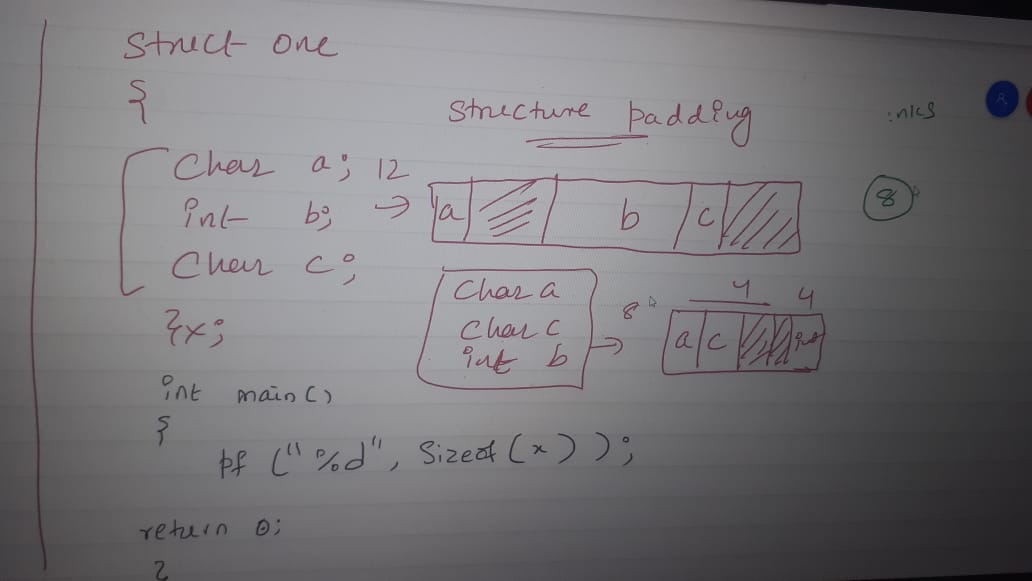 Struct one
{
Structure padding
:nics
Char a; 12
int b; →
a b c
8
Char c;
Char a
Char c
int b →
8
4 4
a c int
}x;
int main()
{
pf ("%d", Sizeof (x));
return 0;
}